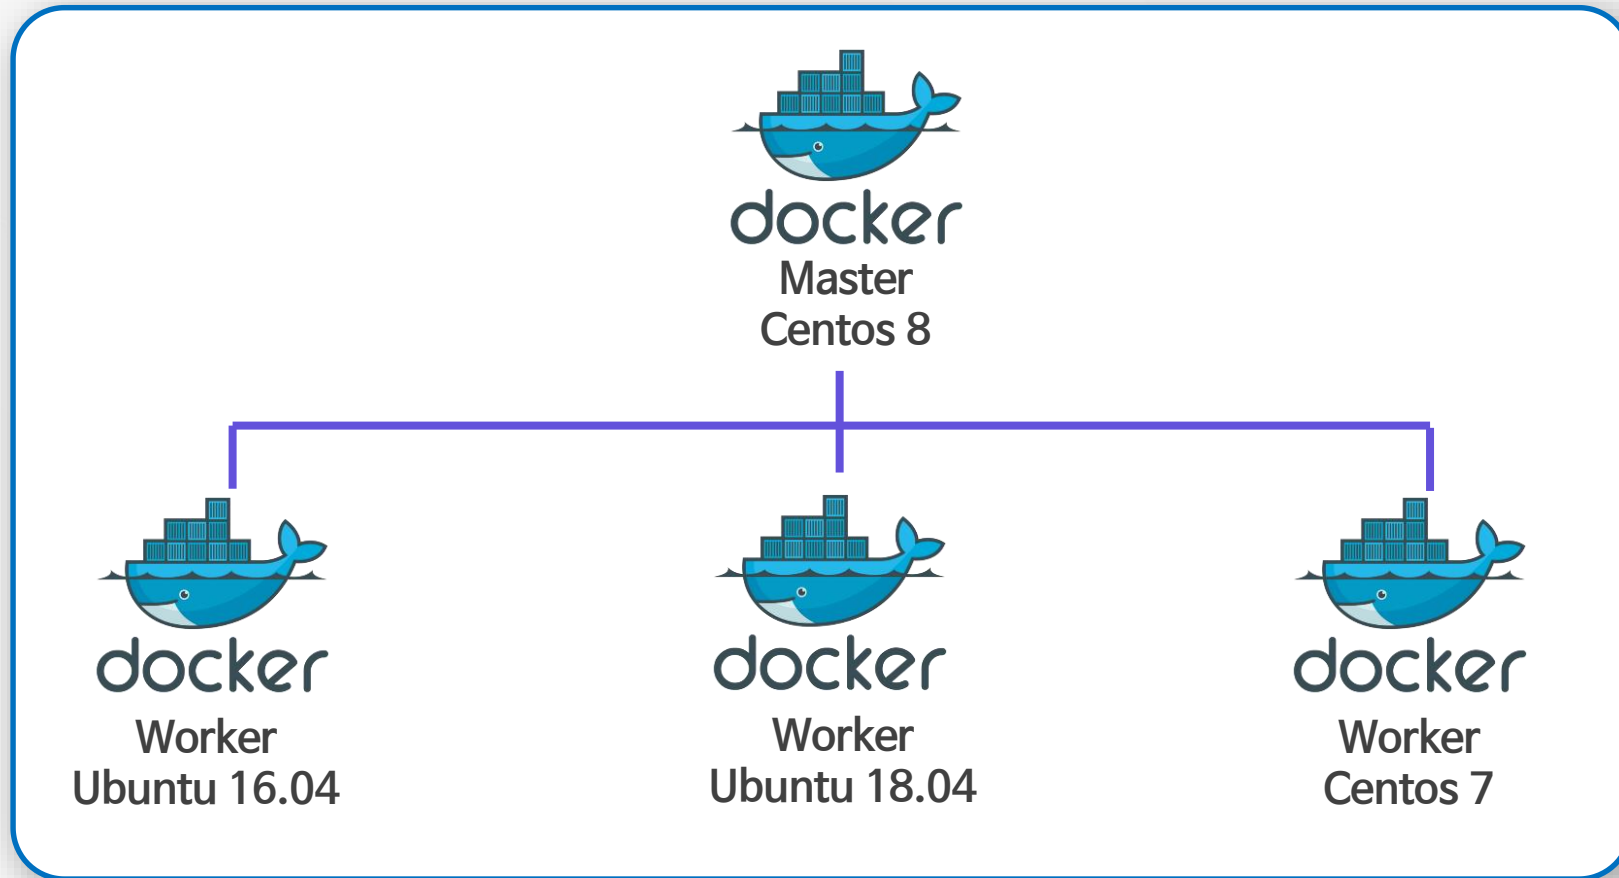 docker
Master
Centos 8
docker
Worker
Ubuntu 16.04
docker
Worker
Ubuntu 18.04
docker
Worker
Centos 7